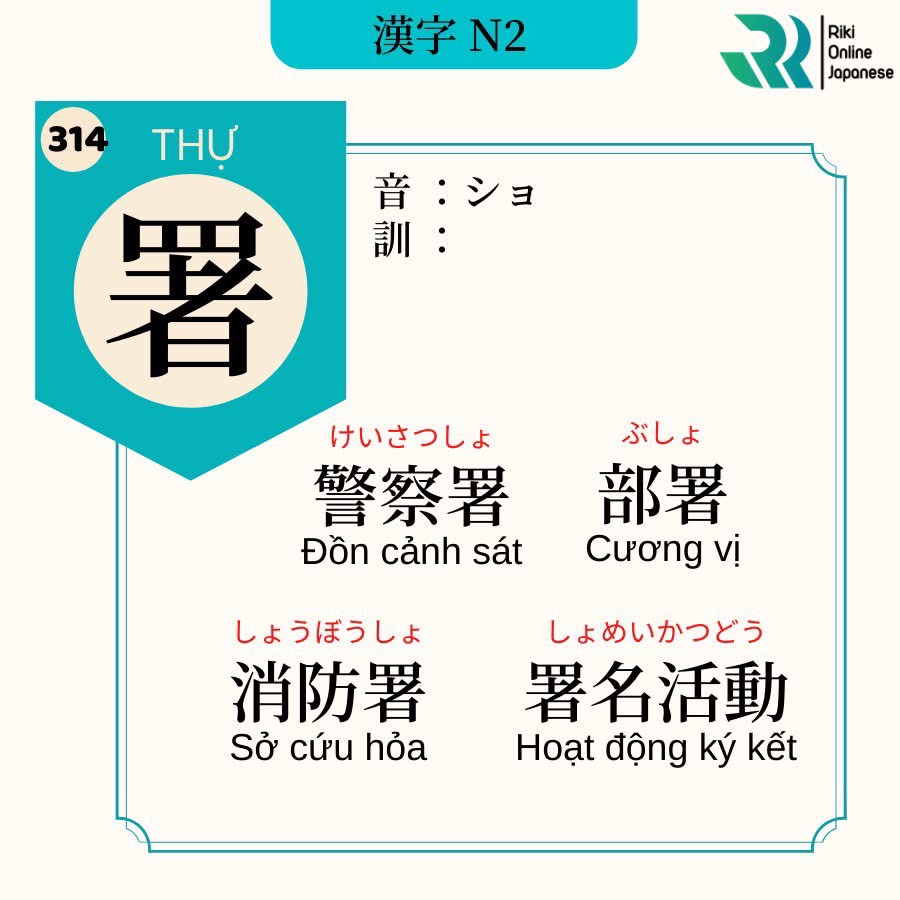 漢字 N2
Riki
Online
Japanese
314
THỰ
署
音 ：ショ
訓 ：
けいさつしょ
警察署
Đồn cảnh sát
ぶしょ
部署
Cương vị
しょうぼうしょ
消防署
Sở cứu hỏa
しょめいかつどう
署名活動
Hoạt động ký kết